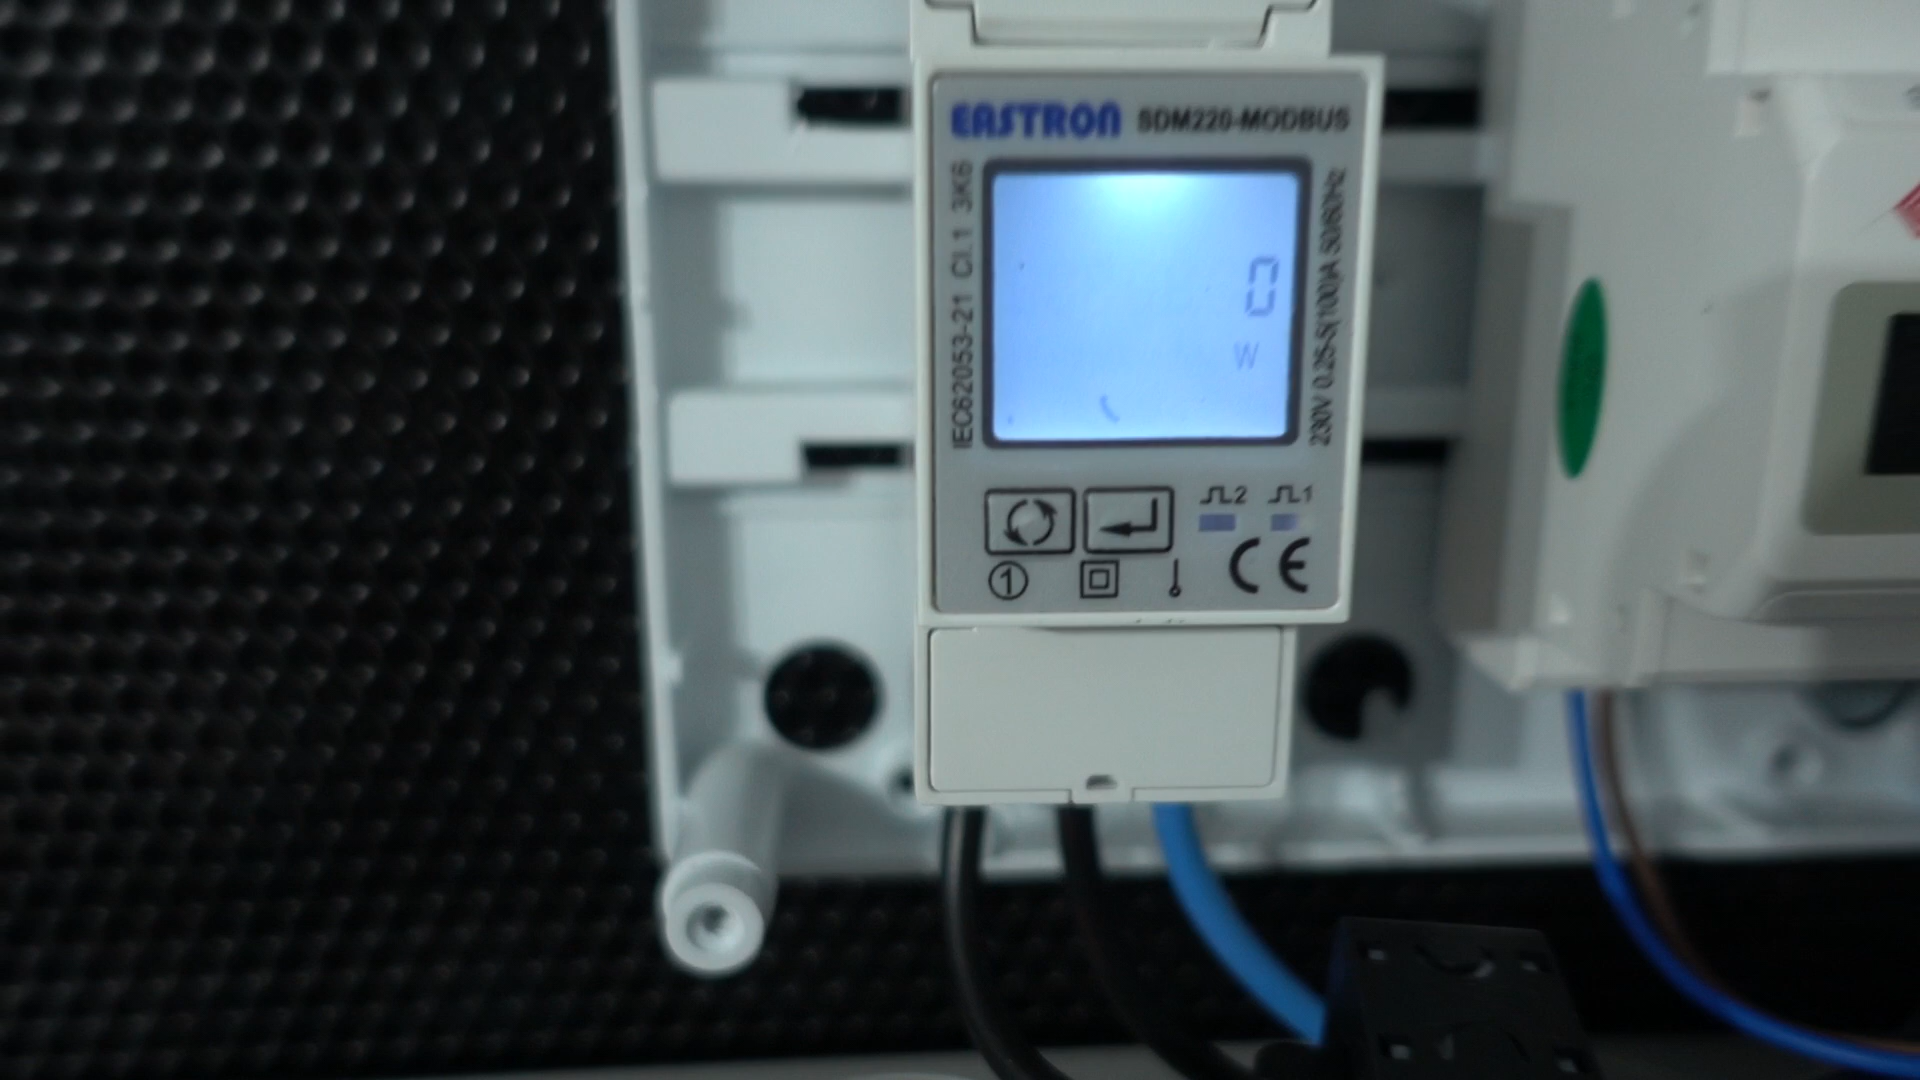 EASTRON SDM220-MODBUS
IEC62053-21 Cl.1 3K6
0
W
230V 0.25-5(100)A 50/60Hz
2 1
1
CE